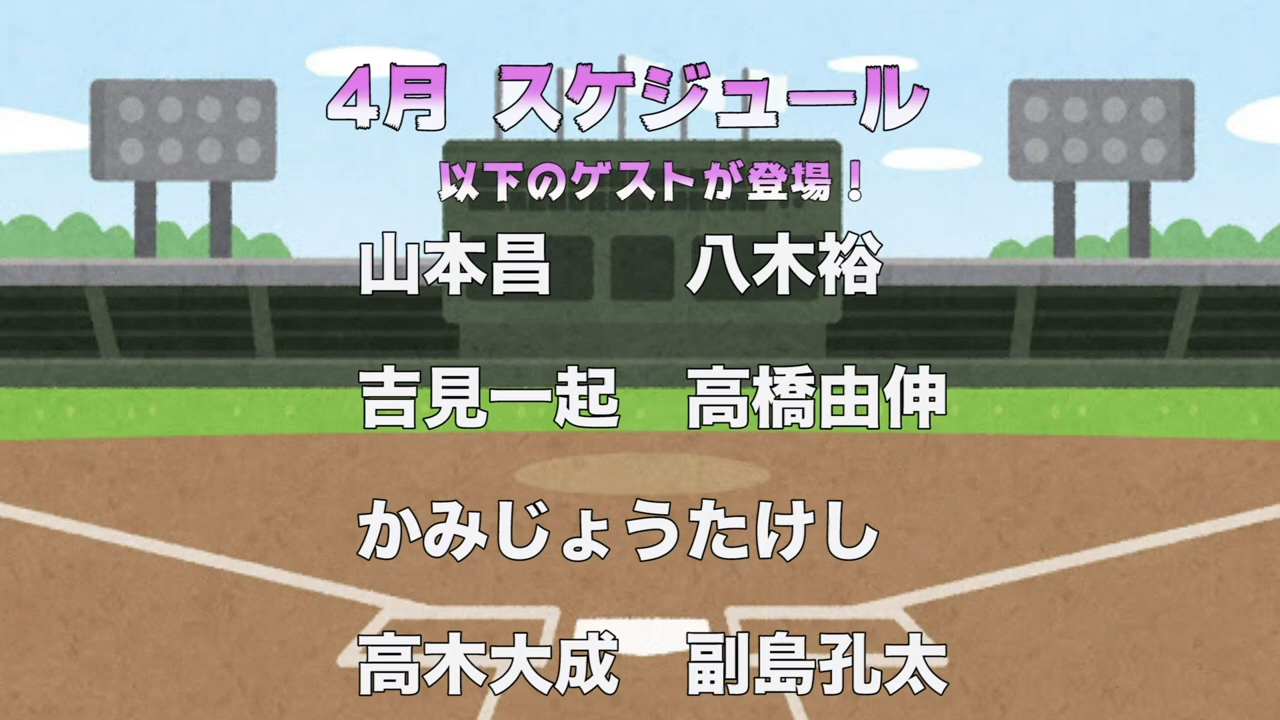 4月 スケジュール
以下のゲストが登場！
山本昌　　八木裕
吉見一起　高橋由伸
かみじょうたけし
高木大成　副島孔太